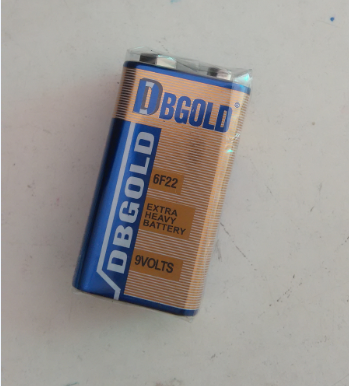 DBGOLD
DBGOLD
6F22
EXTRA
HEAVY
BATTERY
9VOLTS